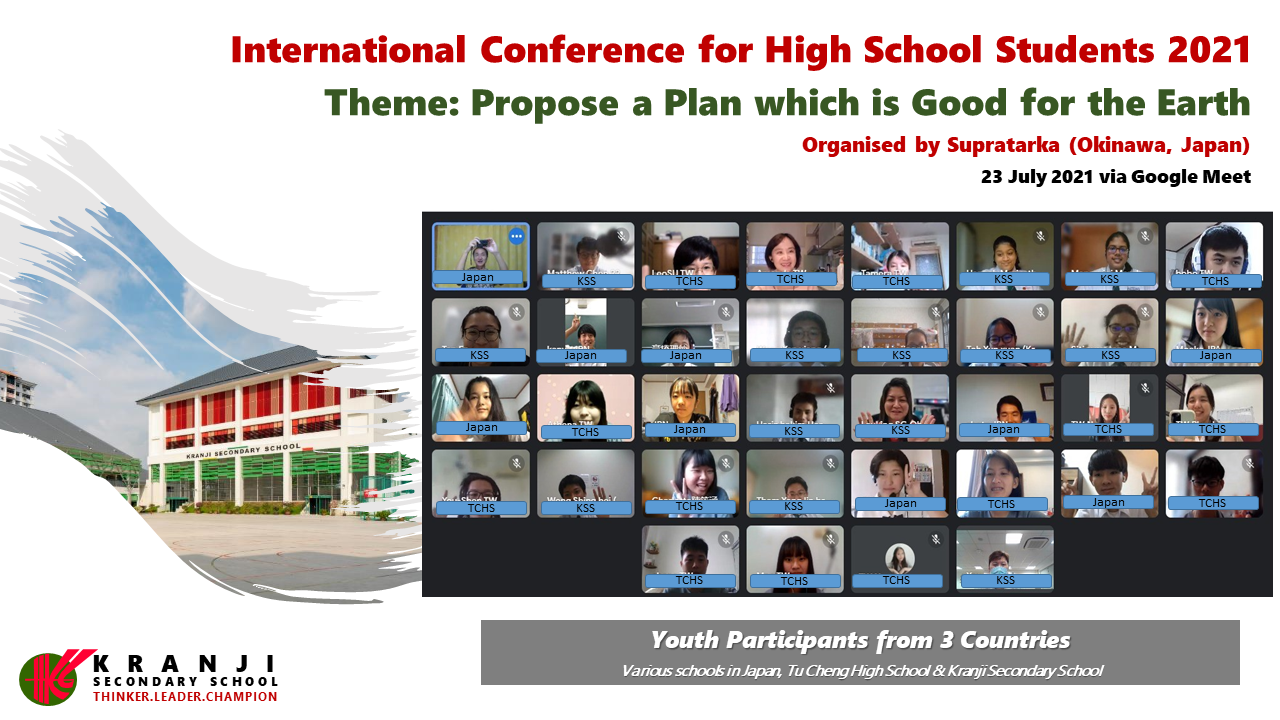 International Conference for High School Students 2021
Theme: Propose a Plan which is Good for the Earth
Organised by Supratarka (Okinawa, Japan)
23 July 2021 via Google Meet
Japan
KSS
TCHS
TCHS
TCHS
KSS
KSS
TCHS
KSS
Japan
Japan
KSS
KSS
KSS
KSS
Japan
Japan
TCHS
Japan
KSS
KSS
Japan
TCHS
TCHS
TCHS
KSS
TCHS
KSS
Japan
TCHS
Japan
TCHS
TCHS
TCHS
TCHS
KSS
KRANJI SECONDARY SCHOOL
Youth Participants from 3 Countries
Various schools in Japan, Tu Cheng High School & Kranji Secondary School
KRANJI
SECONDARY SCHOOL
THINKER.LEADER.CHAMPION